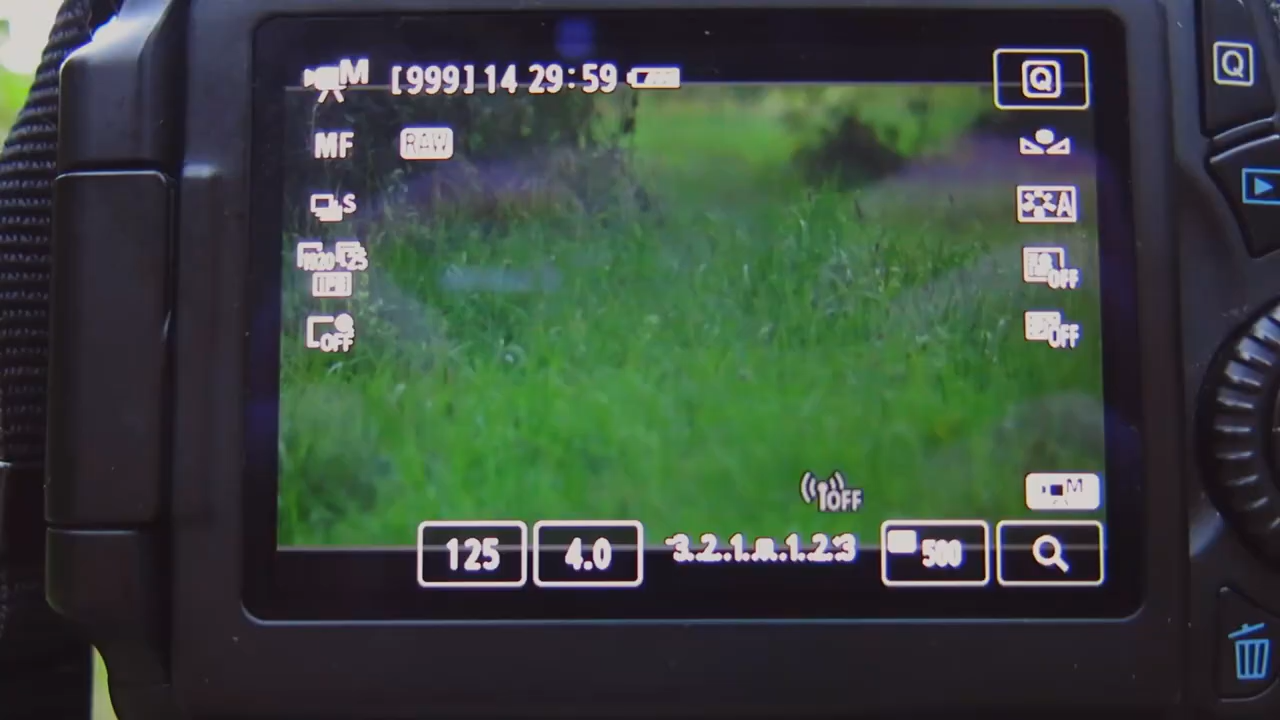 M [999] 14 29:59 Q Q
MF RAW
S
A
25 OFF
OFF OFF
OFF M
125 4.0 3.2.1.0.1.2.3 500